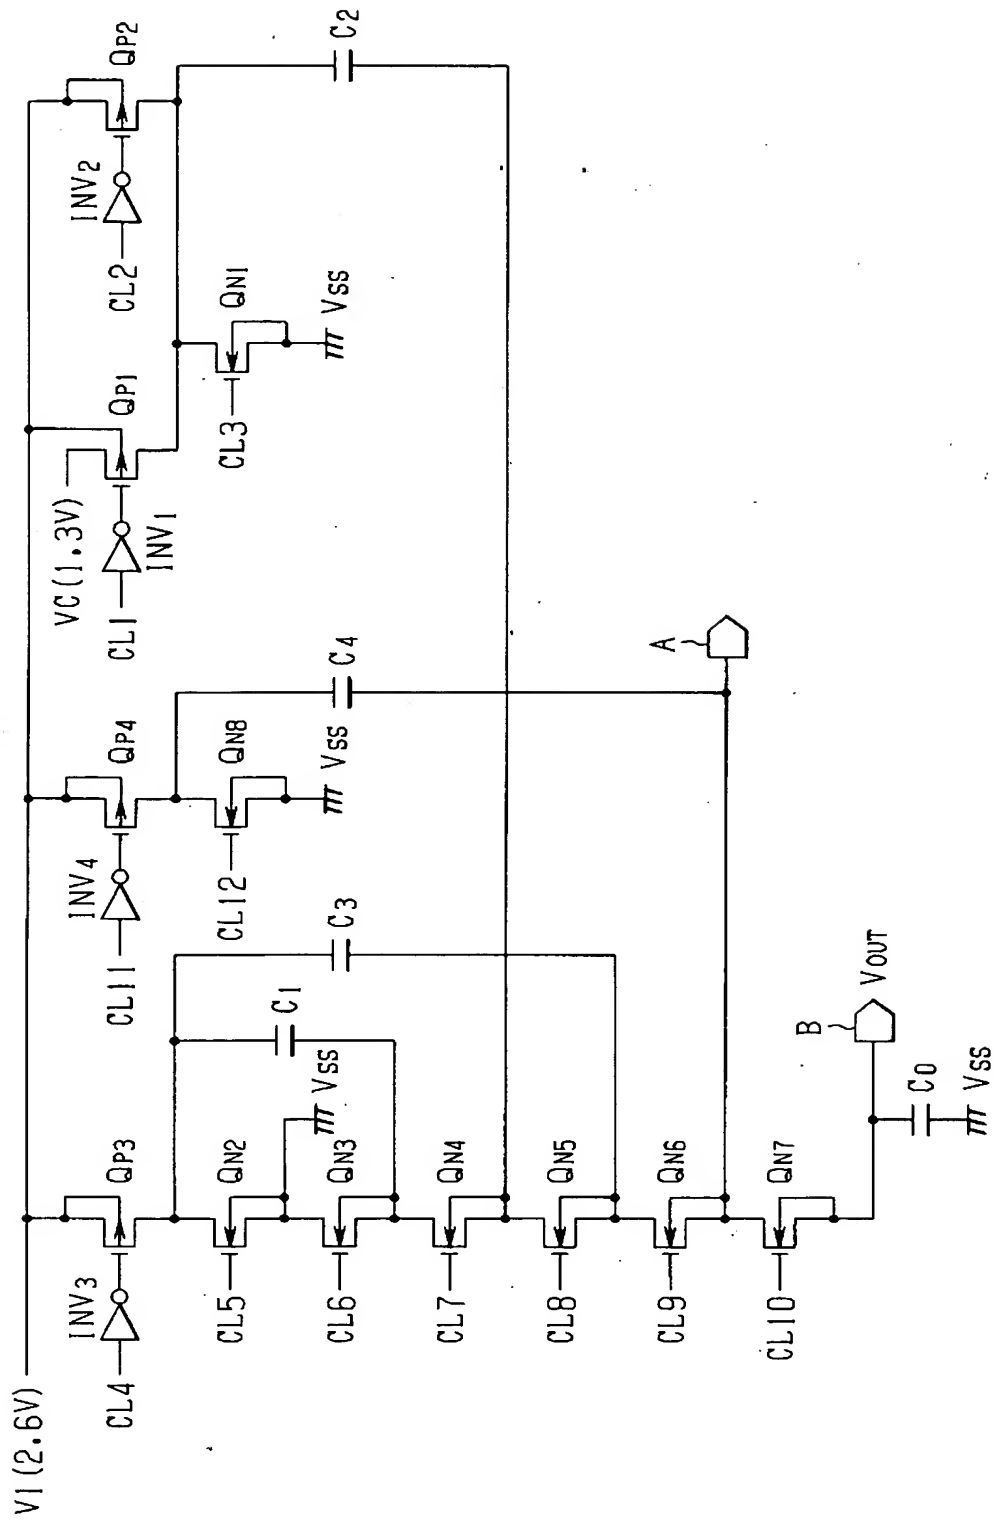 V1(2.6V)
CL4
INV3
QP3
CL11
INV4
QP4
VC(1.3V)
CL1
INV1
QP1
CL2
INV2
QP2
CL5
QN2
VSS
C1
C3
CL12
QN8
VSS
C4
CL3
QN1
VSS
C2
CL6
QN3
CL7
QN4
CL8
QN5
CL9
QN6
A
CL10
QN7
B
VOUT
C0
VSS